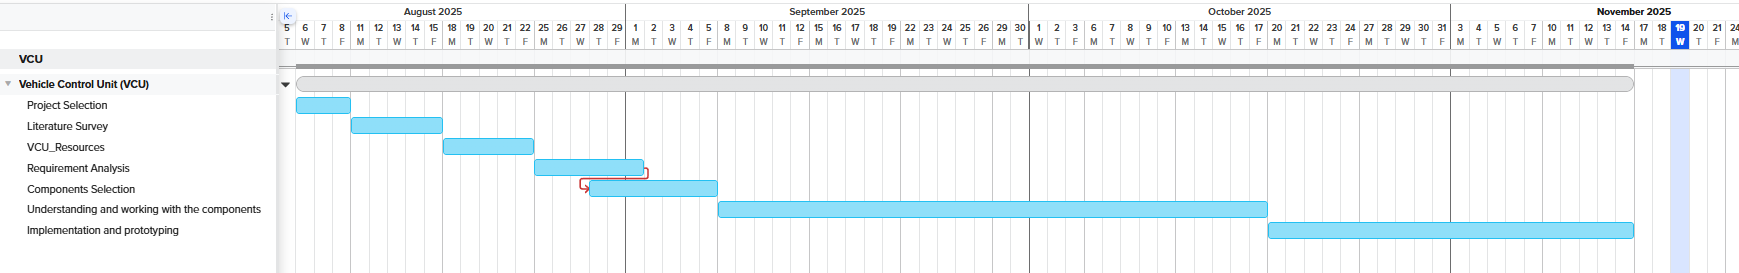 August 2025 September 2025 October 2025 November 2025
5 6 7 8 11 12 13 14 15 18 19 20 21 22 25 26 27 28 29 1 2 3 4 5 8 9 10 11 12 15 16 17 18 19 22 23 24 25 26 29 30 1 2 3 6 7 8 9 10 13 14 15 16 17 20 21 22 23 24 27 28 29 30 31 3 4 5 6 7 10 11 12 13 14 17 18 19 20 21 24
T W T F M T W T F M T W T F M T W T F M T W T F M T W T F M T W T F M T W T F M T W T F M T W T F M T W T F M T W T F M T W T F M T W T F M T W T F M T W T F M
VCU
Vehicle Control Unit (VCU)
Project Selection
Literature Survey
VCU_Resources
Requirement Analysis
Components Selection
Understanding and working with the components
Implementation and prototyping